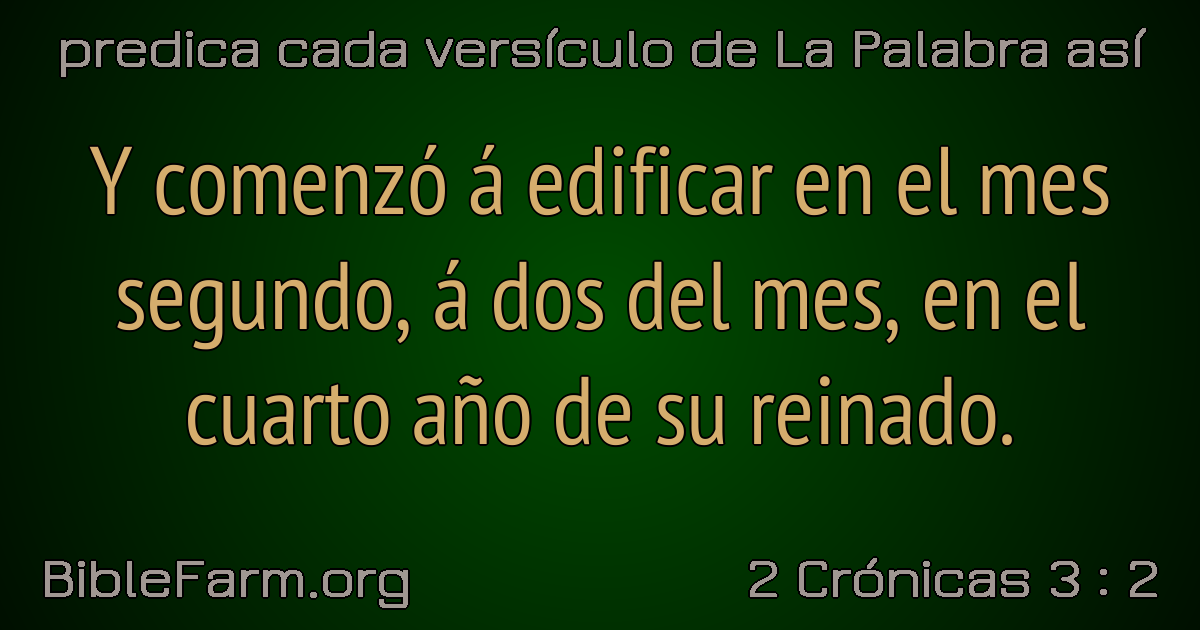 predica cada versículo de La Palabra así
Y comenzó á edificar en el mes
segundo, á dos del mes, en el
cuarto año de su reinado.
BibleFarm.org
2 Crónicas 3 : 2